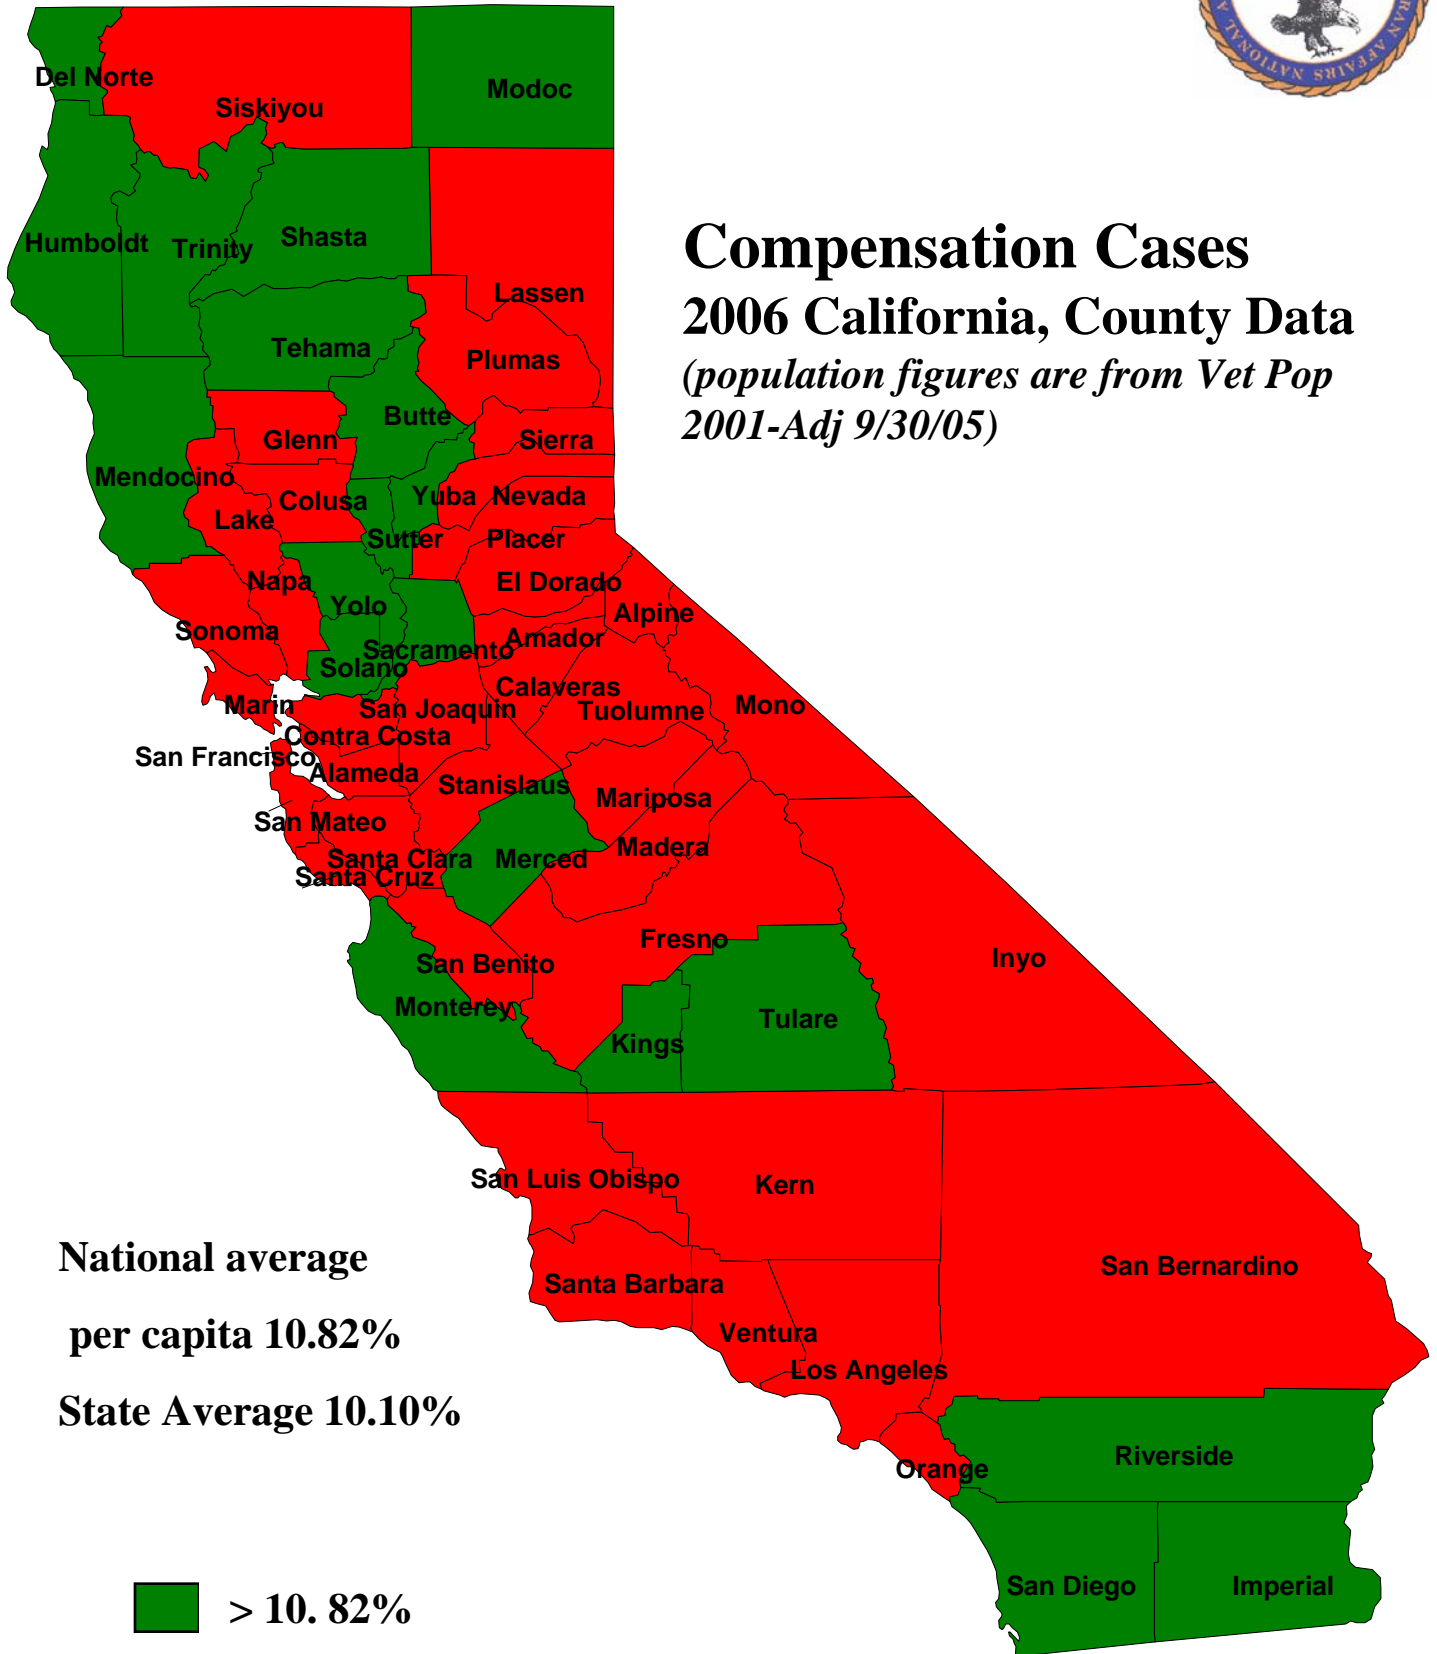 RAN AFFAIRS NATIONAL A
Del Norte
Siskiyou
Modoc
Humboldt
Trinity
Shasta
Lassen
Compensation Cases
2006 California, County Data
(population figures are from Vet Pop
2001-Adj 9/30/05)
Tehama
Plumas
Butte
Glenn
Sierra
Mendocino
Colusa
Yuba
Nevada
Lake
Sutter
Placer
Napa
El Dorado
Yolo
Alpine
Sonoma
Sacramento
Amador
Solano
Calaveras
Marin
San Joaquin
Tuolumne
Mono
Contra Costa
San Francisco
Alameda
Stanislaus
Mariposa
San Mateo
Madera
Santa Clara
Merced
Santa Cruz
Fresno
Inyo
San Benito
Monterey
Tulare
Kings
San Luis Obispo
Kern
National average
per capita 10.82%
State Average 10.10%
San Bernardino
Santa Barbara
Ventura
Los Angeles
Orange
Riverside
San Diego
Imperial
> 10. 82%